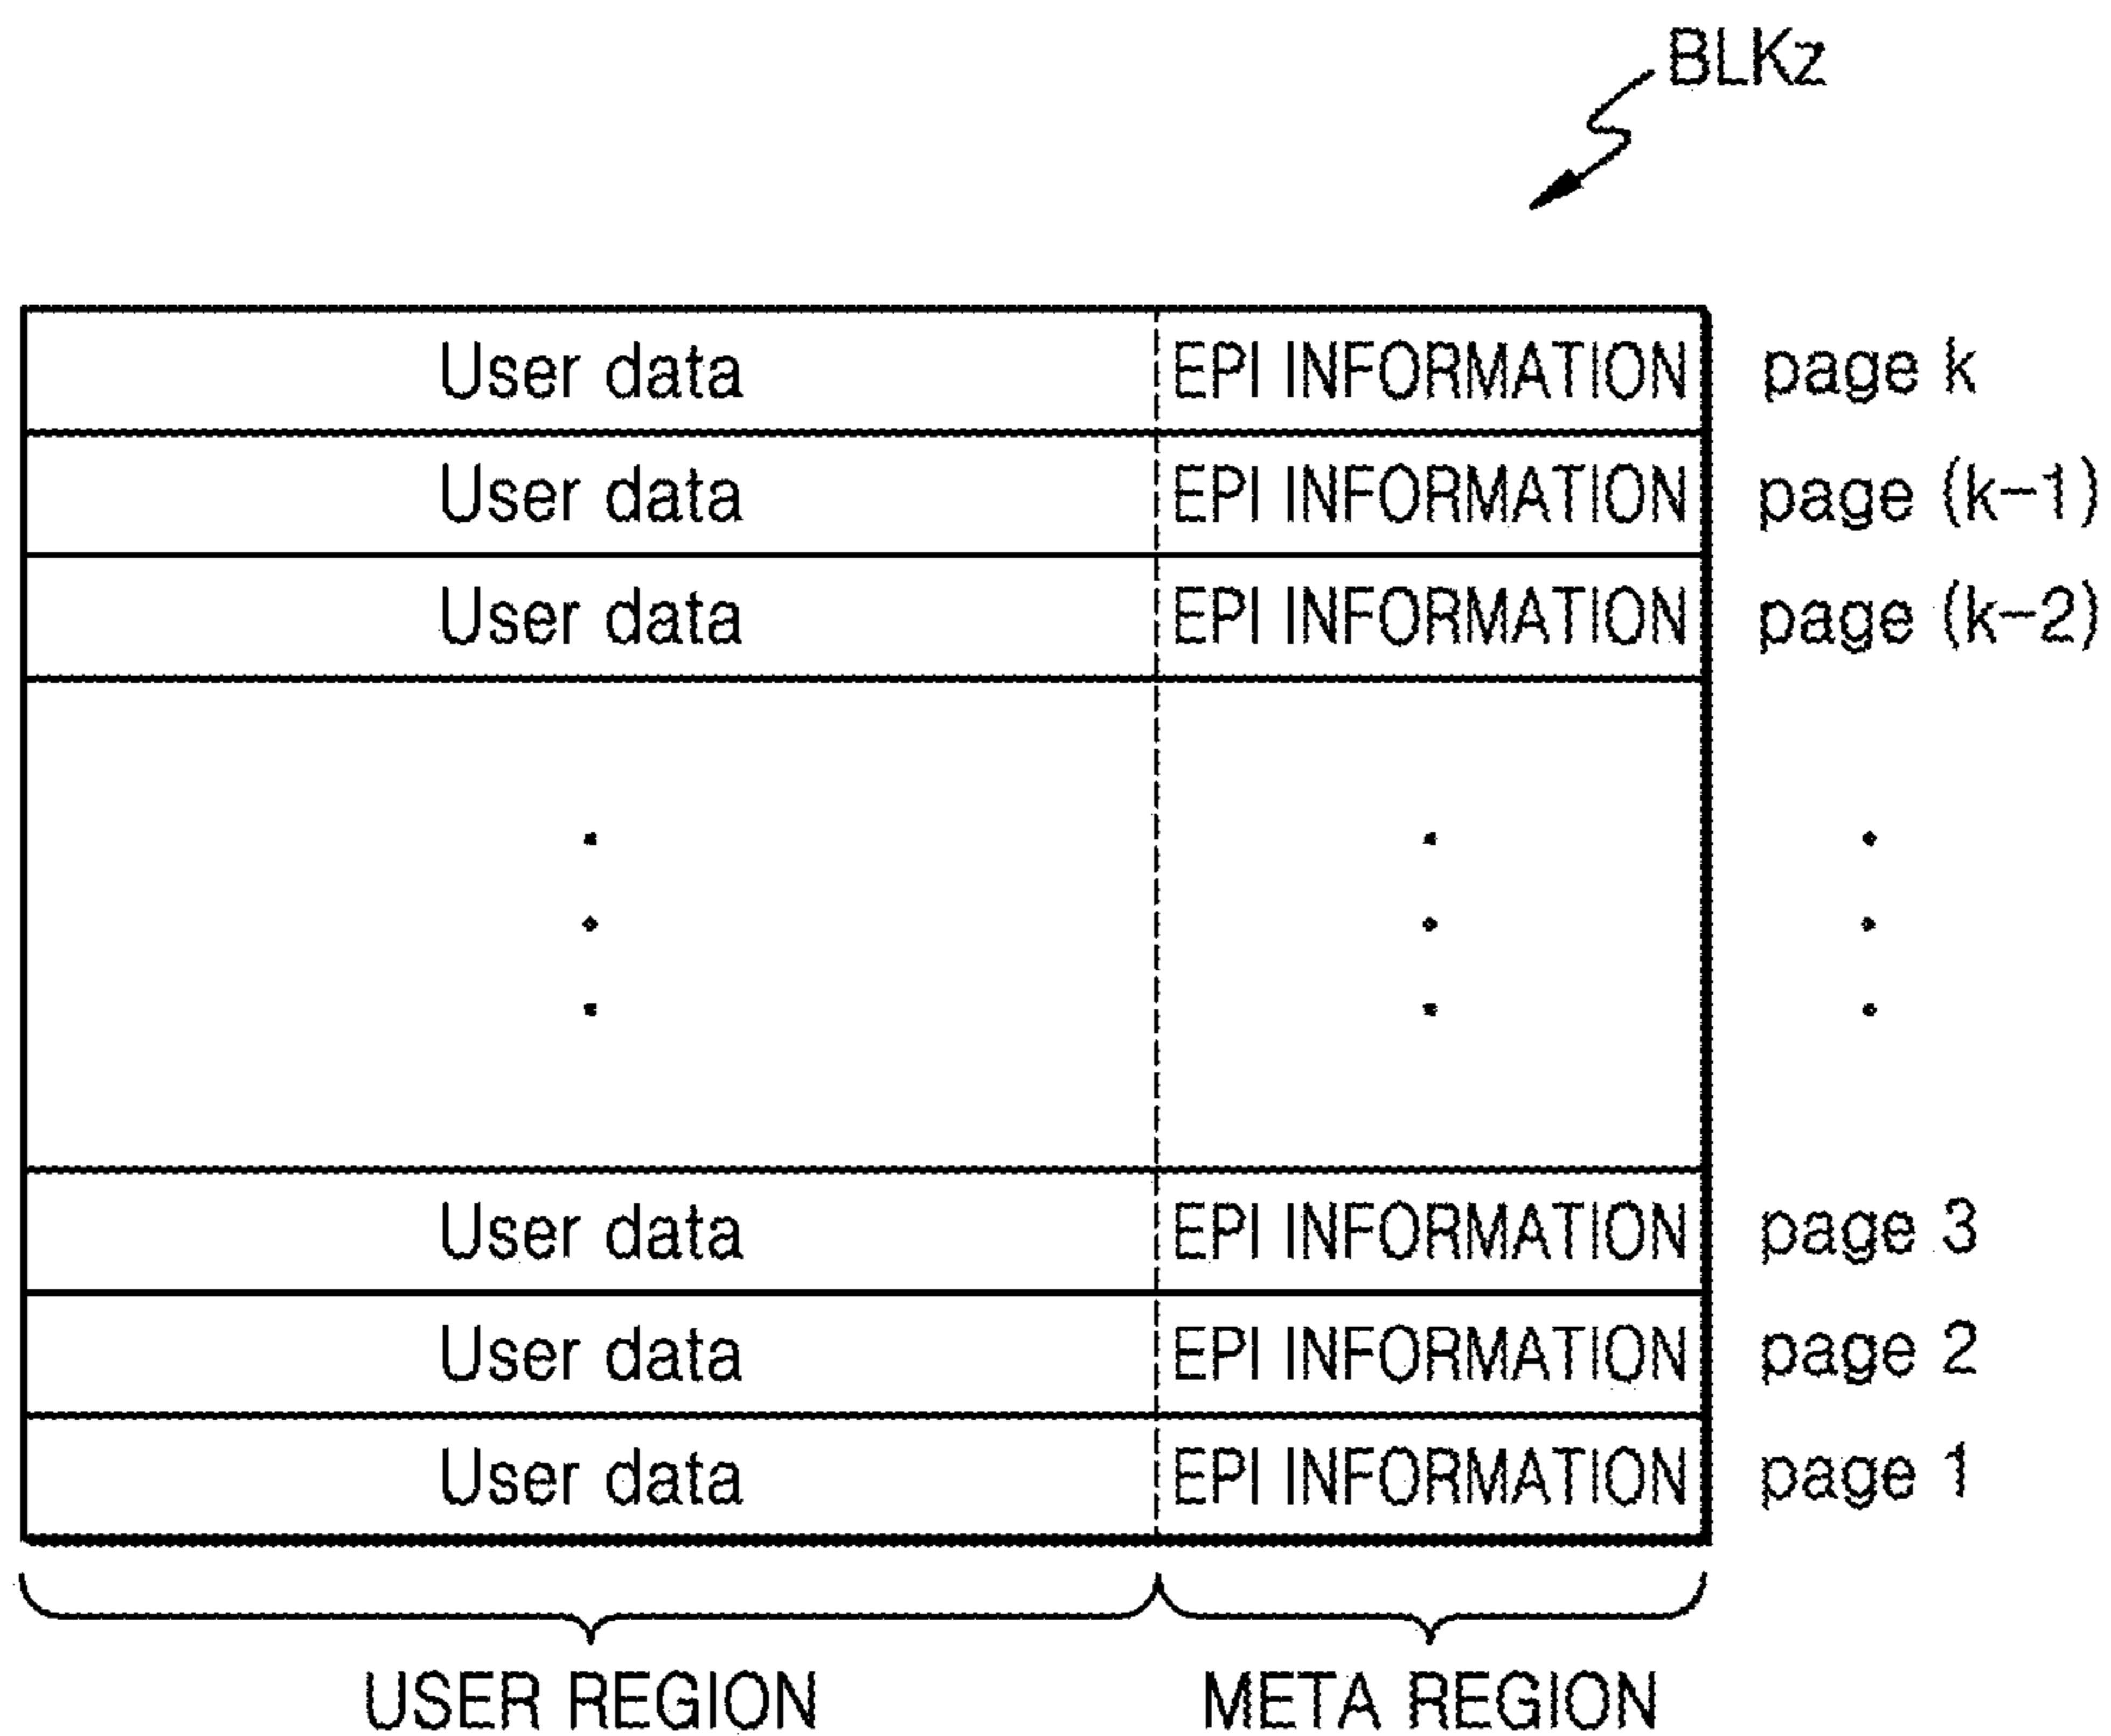 BLKz
User data EPI INFORMATION page k
User data EPI INFORMATION page (k-1)
User data EPI INFORMATION page (k-2)
User data EPI INFORMATION page 3
User data EPI INFORMATION page 2
User data EPI INFORMATION page 1
USER REGION META REGION